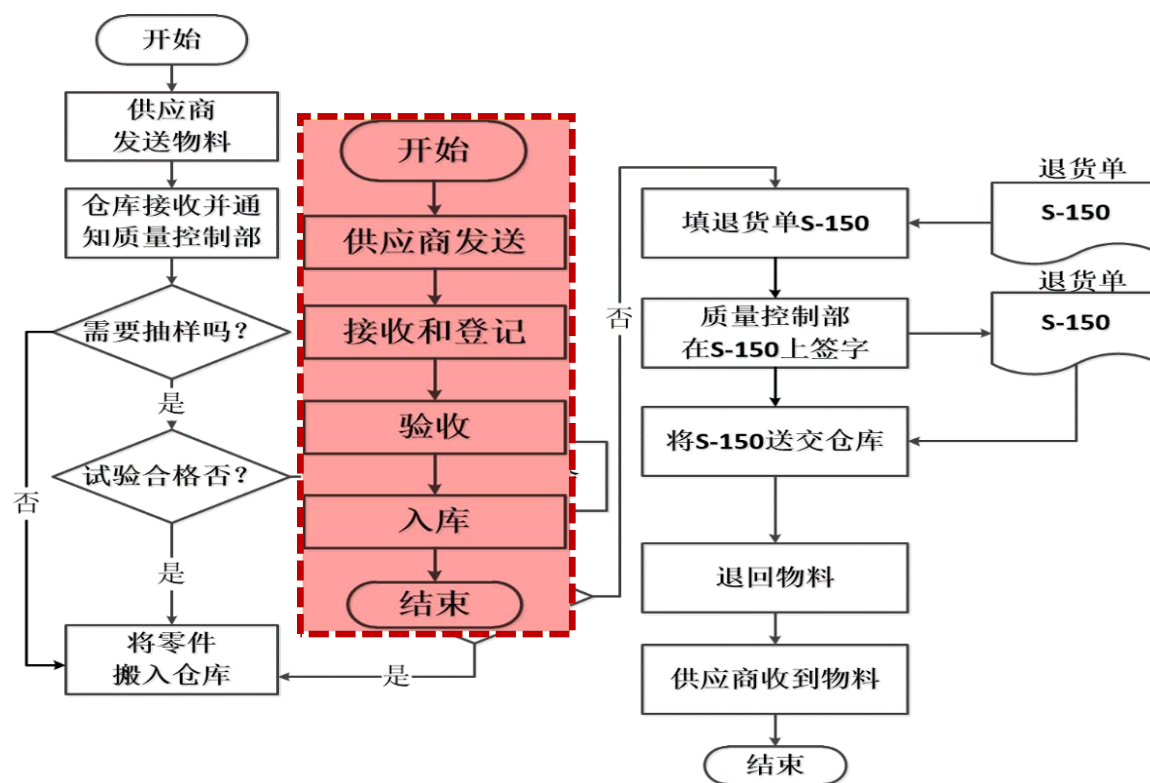 开始
供应商
发送物料
仓库接收并通
知质量控制部
需要抽样吗?
是
试验合格否?
否
是
将零件
搬入仓库
开始
供应商发送
接收和登记
验收
入库
结束
是
否
填退货单S-150
退货单
S-150
质量控制部
在S-150上签字
退货单
S-150
将S-150送交仓库
退回物料
供应商收到物料
结束